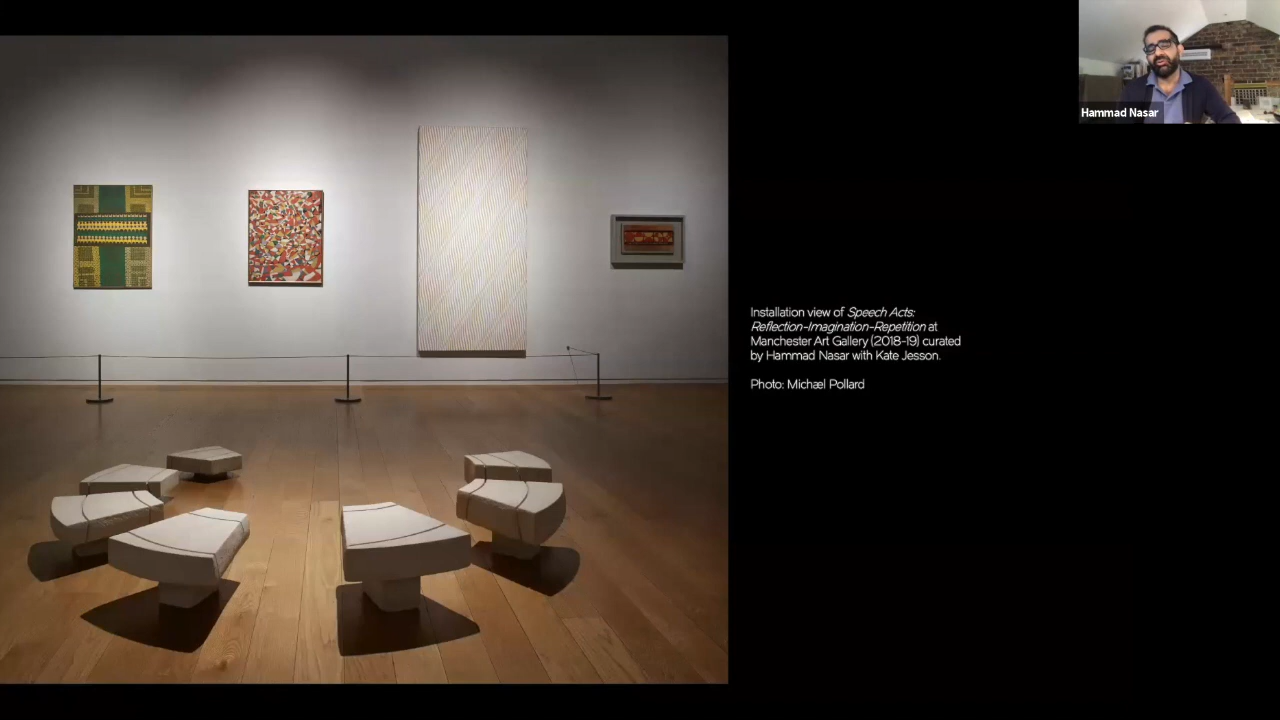 Hammad Nasar
Installation view of Speech Acts:
Reflection-Imagination-Repetition at
Manchester Art Gallery (2018-19) curated
by Hammad Nasar with Kate Jesson.
Photo: Michael Pollard